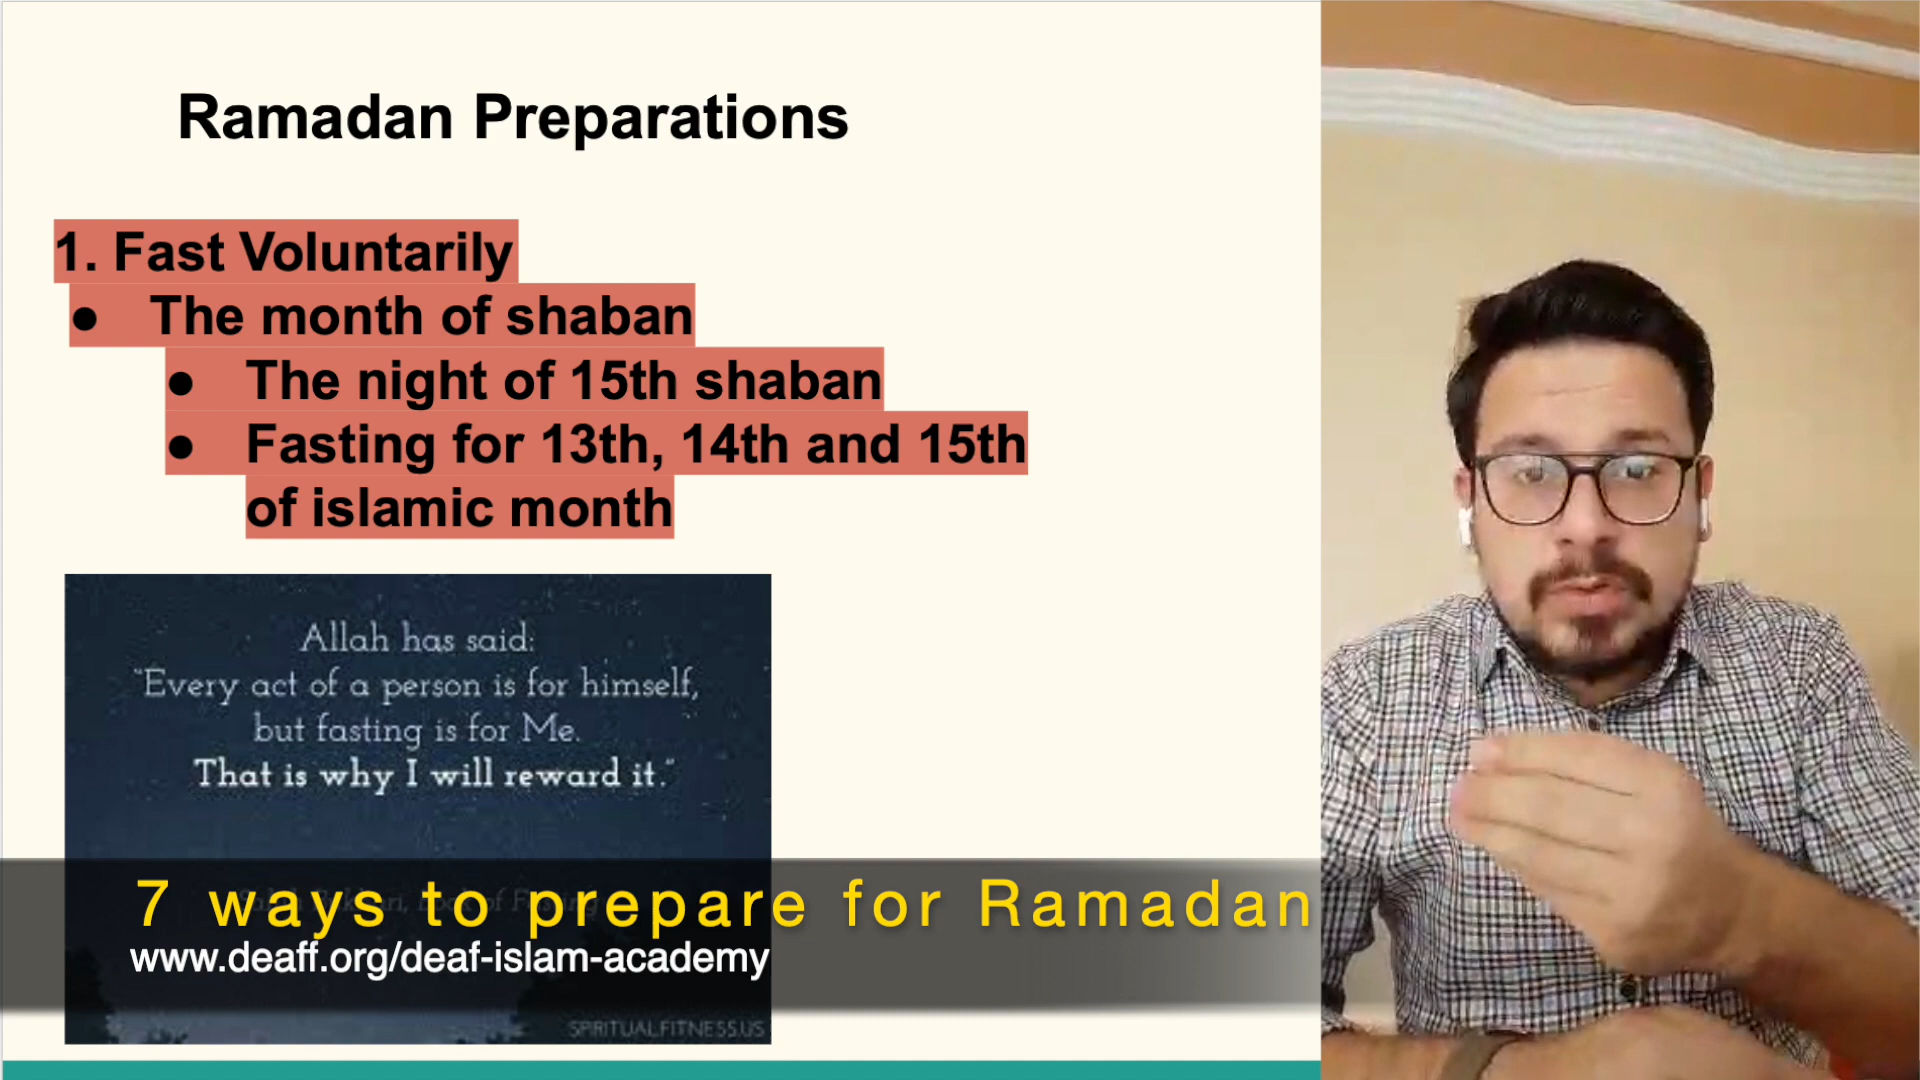 Ramadan Preparations
1. Fast Voluntarily
● The month of shaban
● The night of 15th shaban
● Fasting for 13th, 14th and 15th
of islamic month
Allah has said:
"Every act of a person is for himself,
but fasting is for Me.
That is why I will reward it."
7 ways to prepare for Ramadan
www.deaff.org/deaf-islam-academy
SPIRITUALFITNESS.US